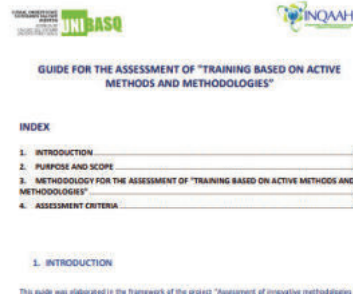 UNIBASQ
INQAAHE
GUIDE FOR THE ASSESSMENT OF "TRAINING BASED ON ACTIVE
METHODS AND METHODOLOGIES"
INDEX
1. INTRODUCTION
2. PURPOSE AND SCOPE
3. METHODOLOGY FOR THE ASSESSMENT OF "TRAINING BASED ON ACTIVE METHODS AND
METHODOLOGIES"
4. ASSESSMENT CRITERIA
1. INTRODUCTION
This guide was elaborated in the framework of the project "Assessment of innovative methodologies